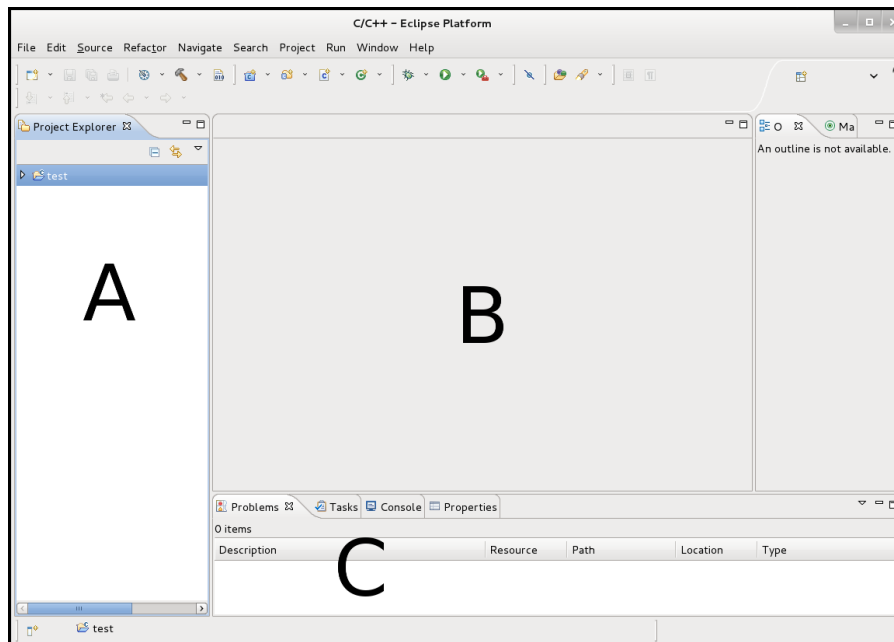 C/C++ - Eclipse Platform
File Edit Source Refactor Navigate Search Project Run Window Help
Project Explorer
O
Ma
An outline is not available.
test
A
B
Problems Tasks Console Properties
0 items
Description Resource Path Location Type
C
test